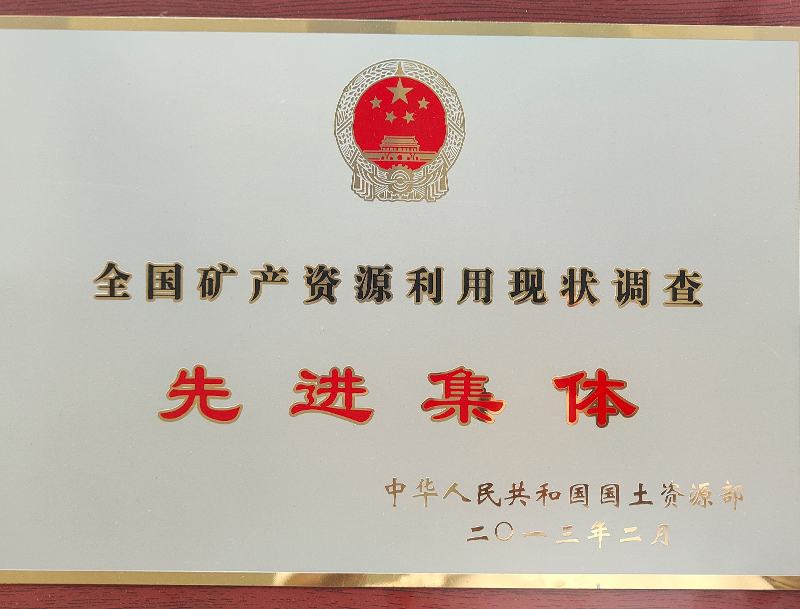 全国矿产资源利用现状调查
先进集体
中华人民共和国国土资源部
二〇一三年二月